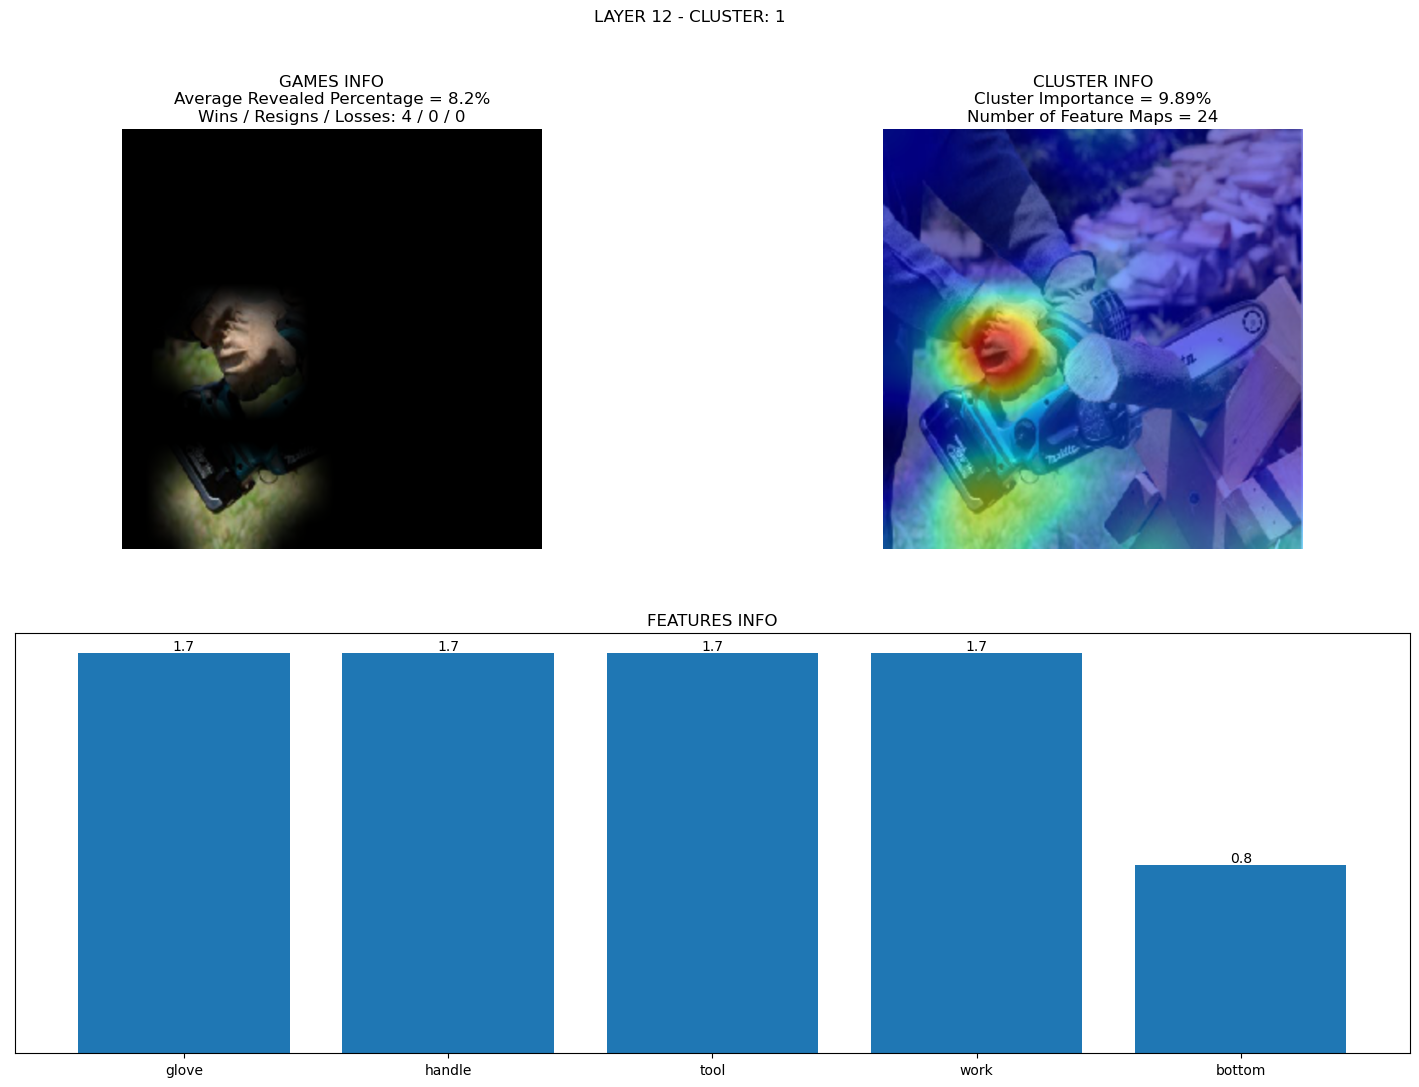 LAYER 12 - CLUSTER: 1
GAMES INFO
Average Revealed Percentage = 8.2%
Wins / Resigns / Losses: 4 / 0 / 0
CLUSTER INFO
Cluster Importance = 9.89%
Number of Feature Maps = 24
FEATURES INFO
1.7
1.7
1.7
1.7
0.8
glove
handle
tool
work
bottom